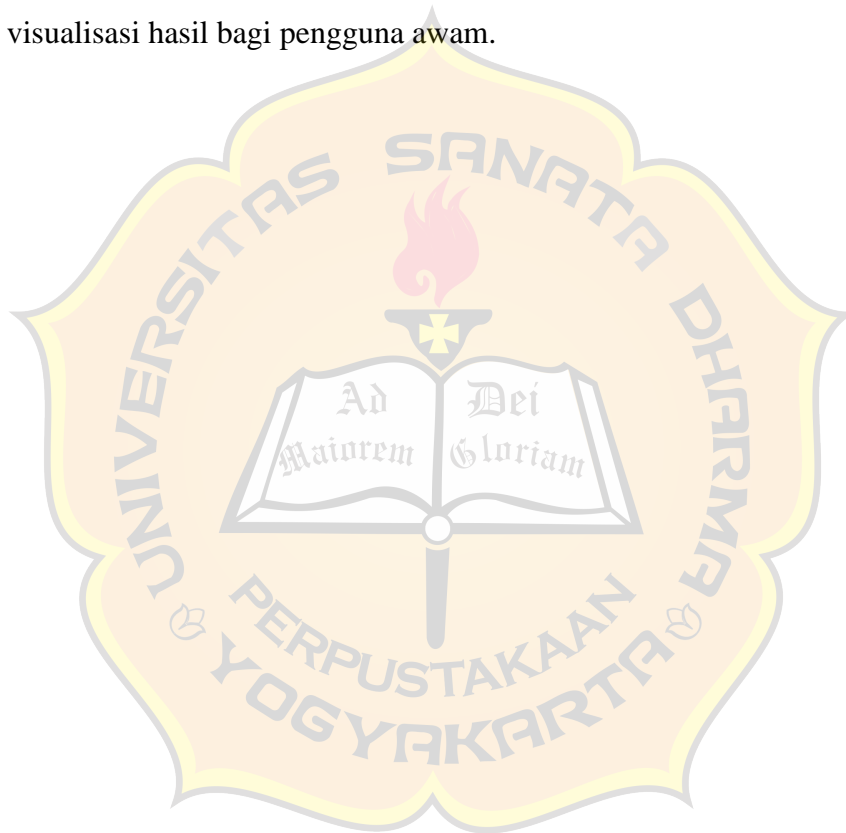 visualisasi hasil bagi pengguna awam.
UNIVERSITAS SANATA DHARMA
Ad Dei
Maiorem Gloriam
PERPUSTAKAAN
YOGYAKARTA